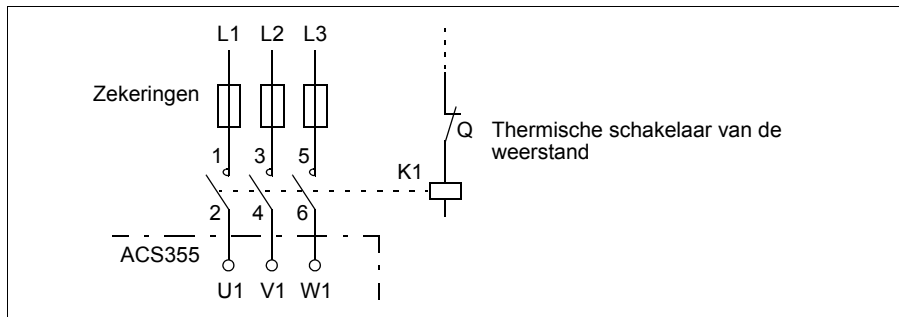 L1 L2 L3
Zekeringen
Q Thermische schakelaar van de
weerstand
1 3 5
K1
2 4 6
ACS355
U1 V1 W1